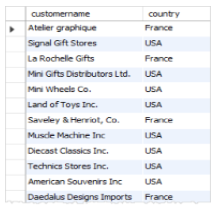 customername country
Atelier graphique France
Signal Gift Stores USA
La Rochelle Gifts France
Mini Gifts Distributors Ltd. USA
Mini Wheels Co. USA
Land of Toys Inc. USA
Saveley & Henriot, Co. France
Muscle Machine Inc USA
Diecast Classics Inc. USA
Technics Stores Inc. USA
American Souvenirs Inc USA
Daedalus Designs Imports France